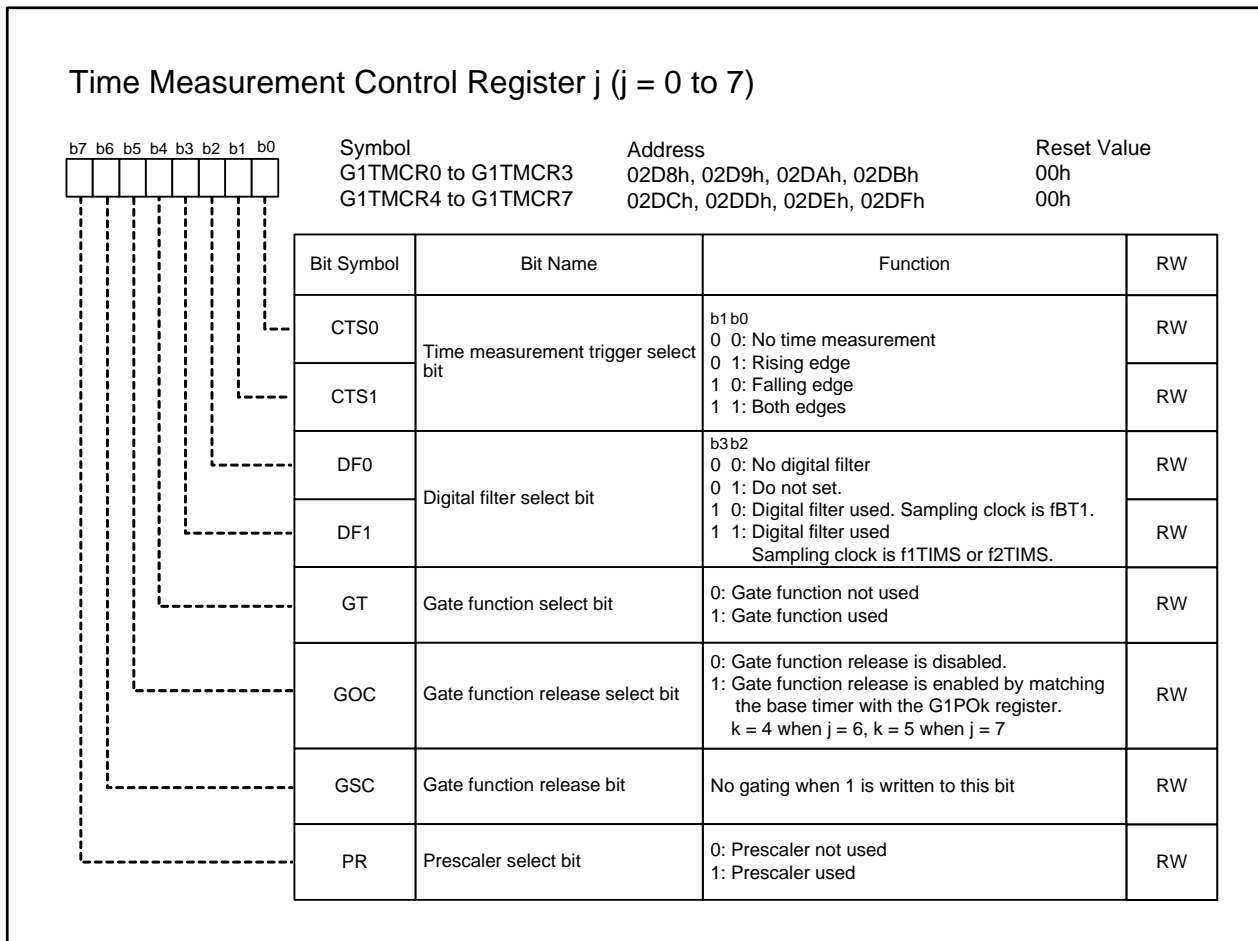 Time Measurement Control Register j (j = 0 to 7)
b7 b6 b5 b4 b3 b2 b1 b0
Symbol Address Reset Value
G1TMCR0 to G1TMCR3 02D8h, 02D9h, 02DAh, 02DBh 00h
G1TMCR4 to G1TMCR7 02DCh, 02DDh, 02DEh, 02DFh 00h
Bit Symbol Bit Name Function RW
CTS0
CTS1
Time measurement trigger select
bit
b1 b0
0 0: No time measurement
0 1: Rising edge
1 0: Falling edge
1 1: Both edges
RW
RW
DF0
DF1
Digital filter select bit
b3 b2
0 0: No digital filter
0 1: Do not set.
1 0: Digital filter used. Sampling clock is fBT1.
1 1: Digital filter used
Sampling clock is f1TIMS or f2TIMS.
RW
RW
GT
Gate function select bit
0: Gate function not used
1: Gate function used
RW
GOC
Gate function release select bit
0: Gate function release is disabled.
1: Gate function release is enabled by matching
the base timer with the G1POk register.
k = 4 when j = 6, k = 5 when j = 7
RW
GSC
Gate function release bit
No gating when 1 is written to this bit
RW
PR
Prescaler select bit
0: Prescaler not used
1: Prescaler used
RW